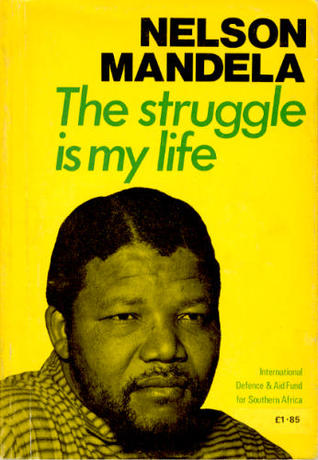 NELSON
MANDELA
The struggle
is my life
International
Defence & Aid Fund
for Southern Africa
£1·85